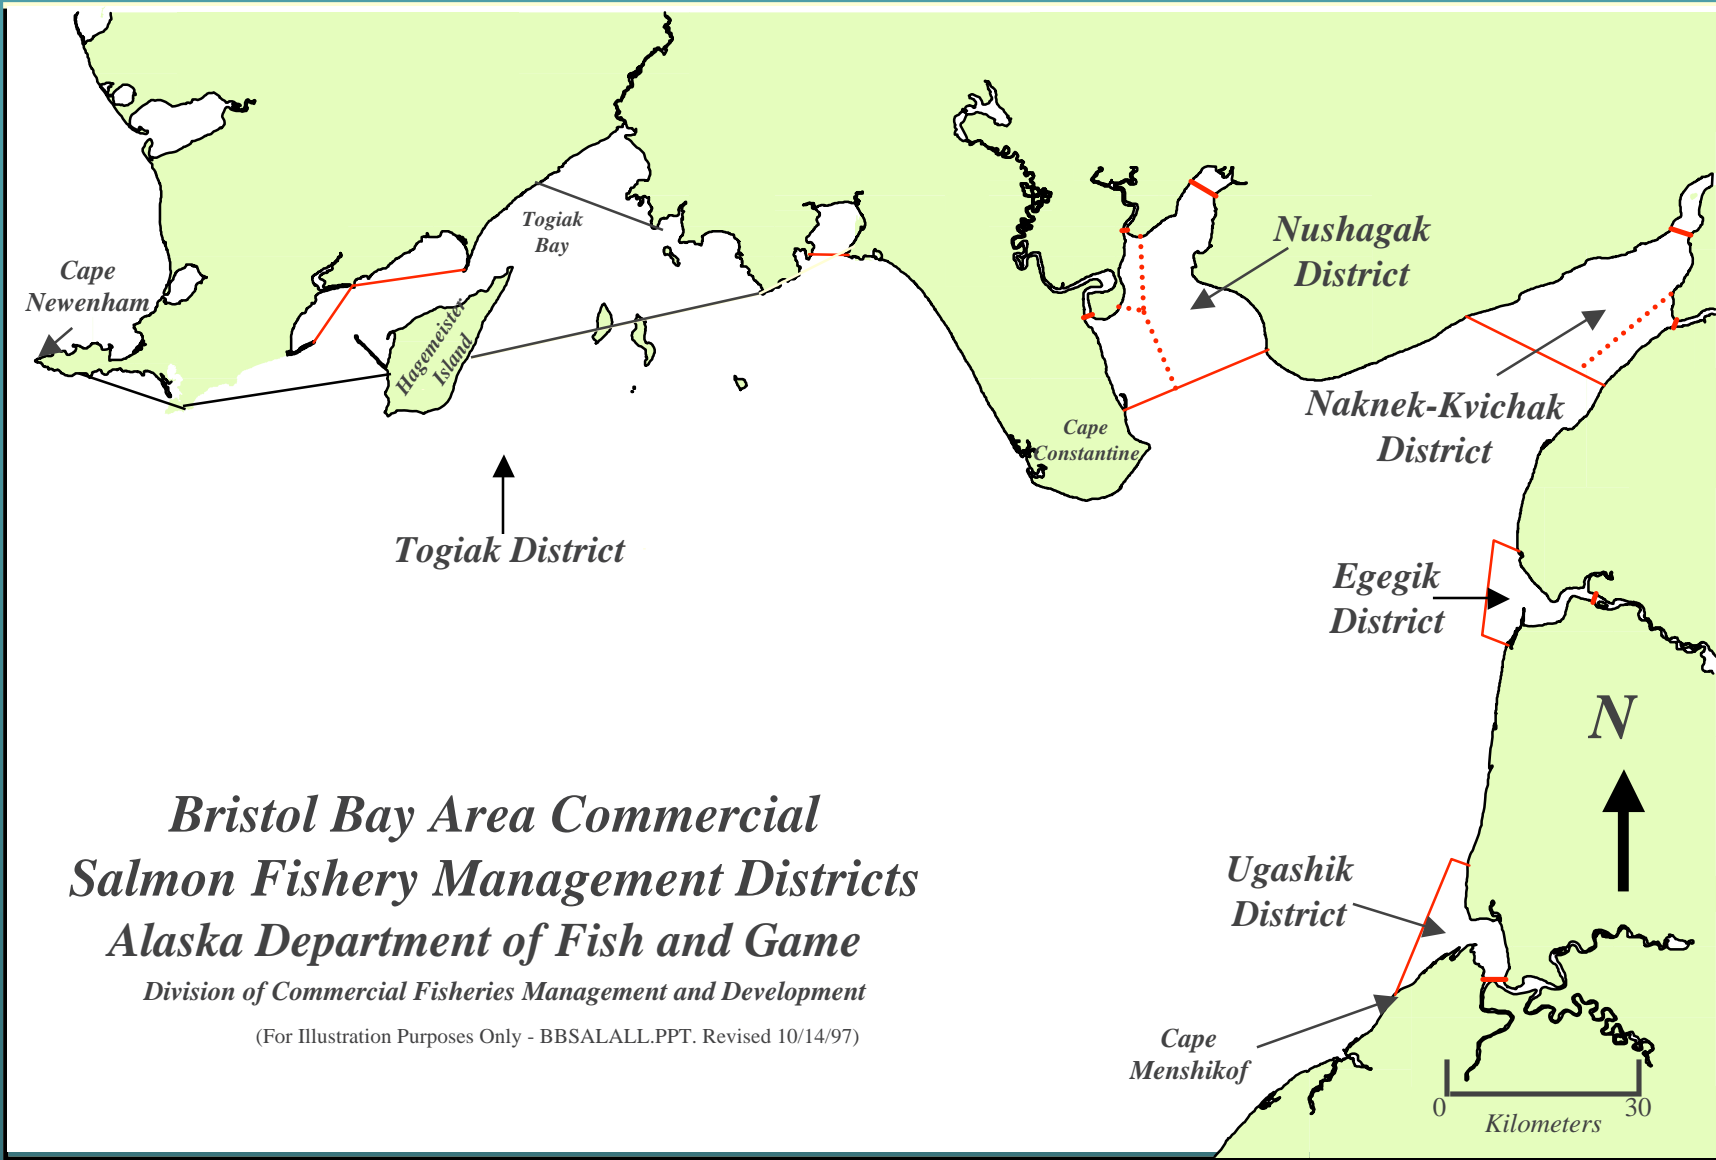 Togiak
Bay
Cape
Newenham
Hagemeister
Island
Nushagak
District
Naknek-Kvichak
District
Cape
Constantine
Togiak District
Egegik
District
N
Bristol Bay Area Commercial
Salmon Fishery Management Districts
Alaska Department of Fish and Game
Division of Commercial Fisheries Management and Development
(For Illustration Purposes Only - BBSALALL.PPT. Revised 10/14/97)
Ugashik
District
Cape
Menshikof
0 30
Kilometers